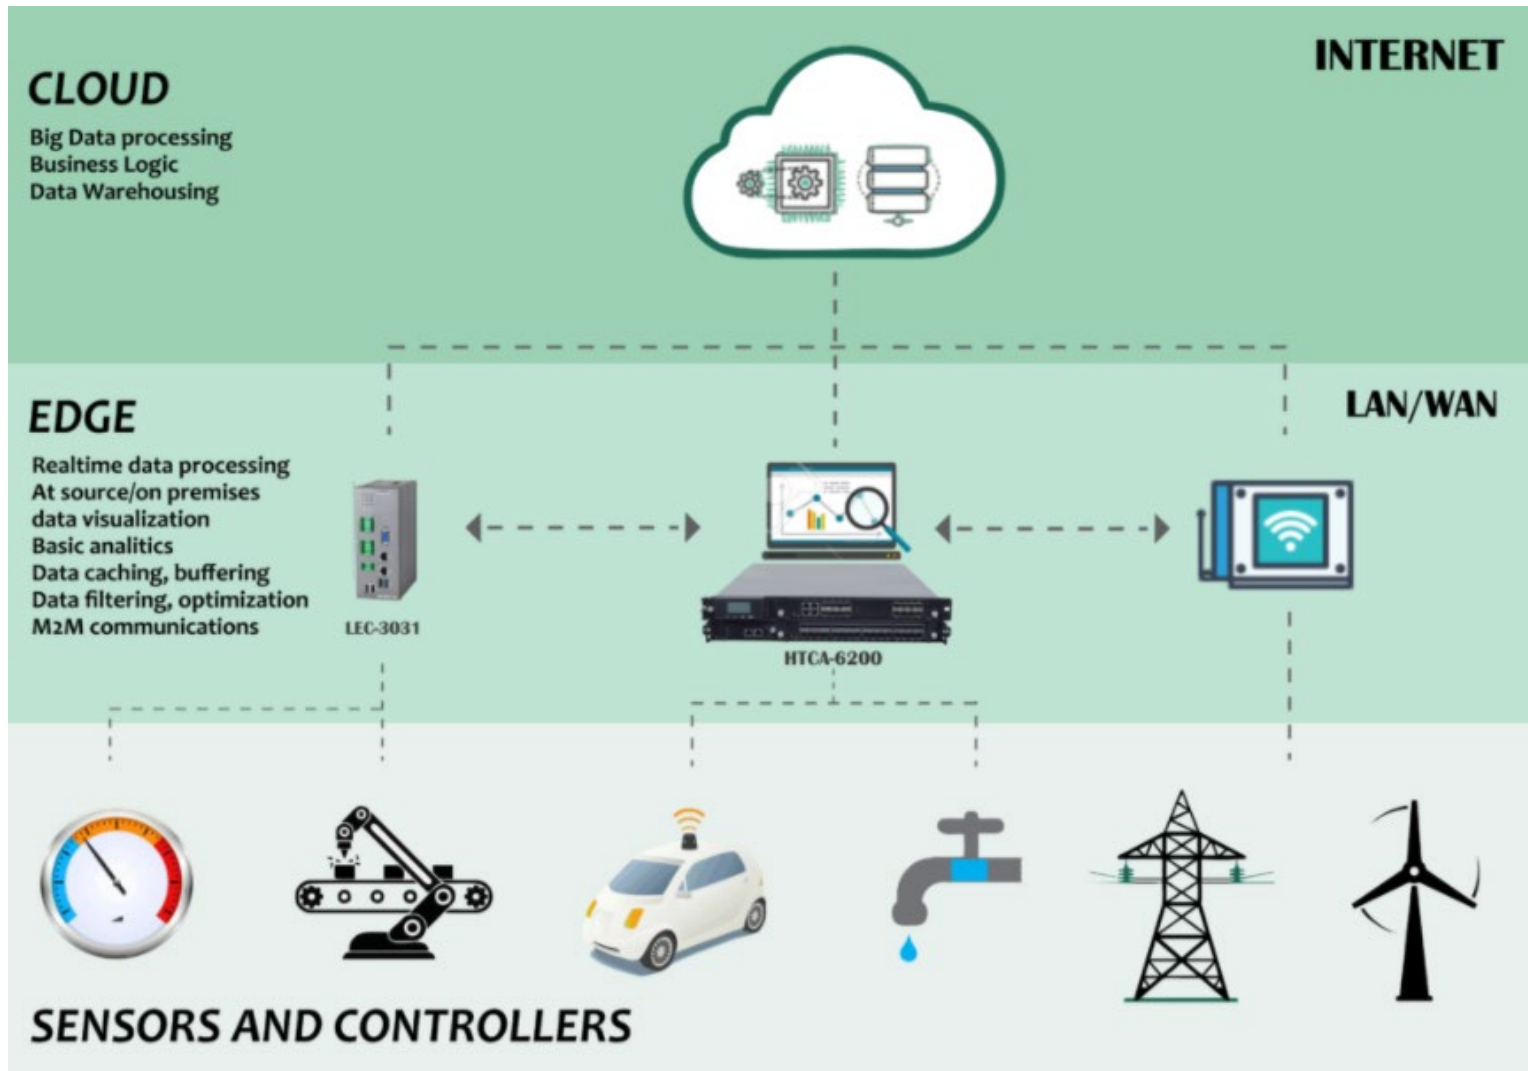 INTERNET
CLOUD
Big Data processing
Business Logic
Data Warehousing
LAN/WAN
EDGE
Realtime data processing
At source/on premises
data visualization
Basic analitics
Data caching, buffering
Data filtering, optimization
M2M communications
LEC-3031
HTCA-6200
SENSORS AND CONTROLLERS